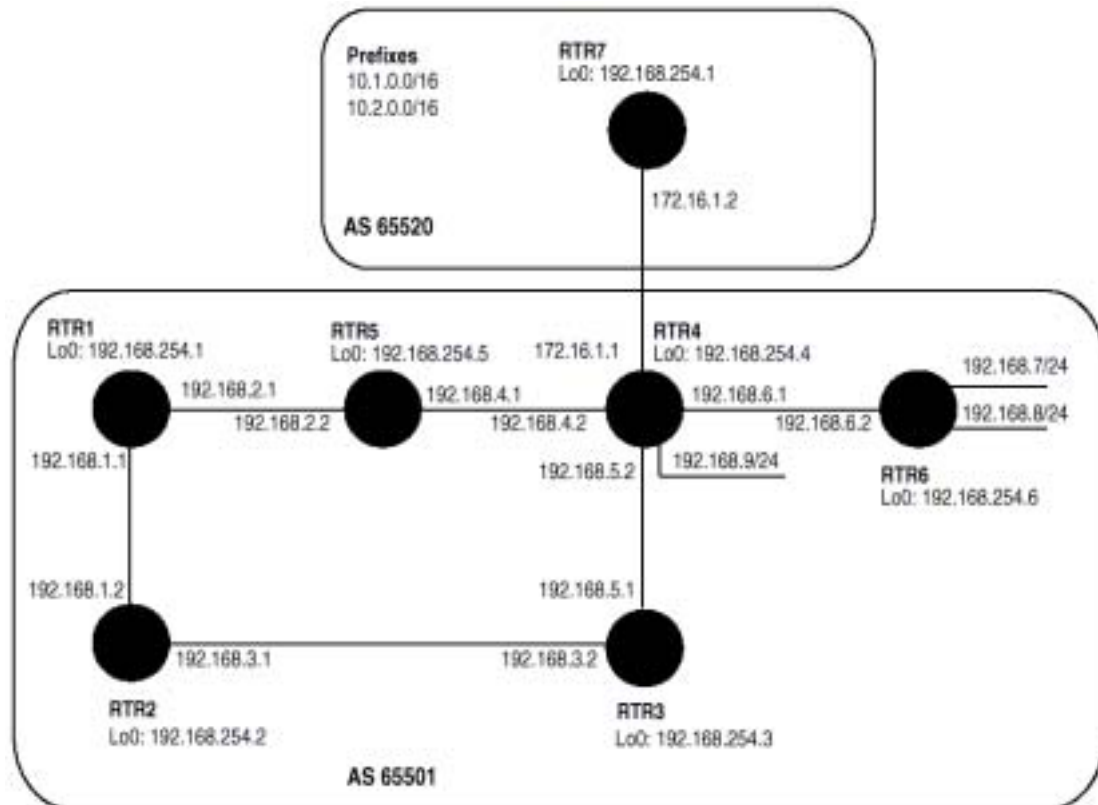 Prefixes
10.1.0.0/16
10.2.0.0/16
RTR7
Lo0: 192.168.254.1
172.16.1.2
AS 65520
RTR1
Lo0: 192.168.254.1
RTR5
Lo0: 192.168.254.5
172.16.1.1
RTR4
Lo0: 192.168.254.4
192.168.7/24
192.168.2.1
192.168.2.2
192.168.4.1
192.168.4.2
192.168.6.1
192.168.6.2
192.168.8/24
192.168.1.1
192.168.5.2
192.168.9/24
RTR6
Lo0: 192.168.254.6
192.168.1.2
192.168.5.1
192.168.3.1
192.168.3.2
RTR2
Lo0: 192.168.254.2
RTR3
Lo0: 192.168.254.3
AS 65501